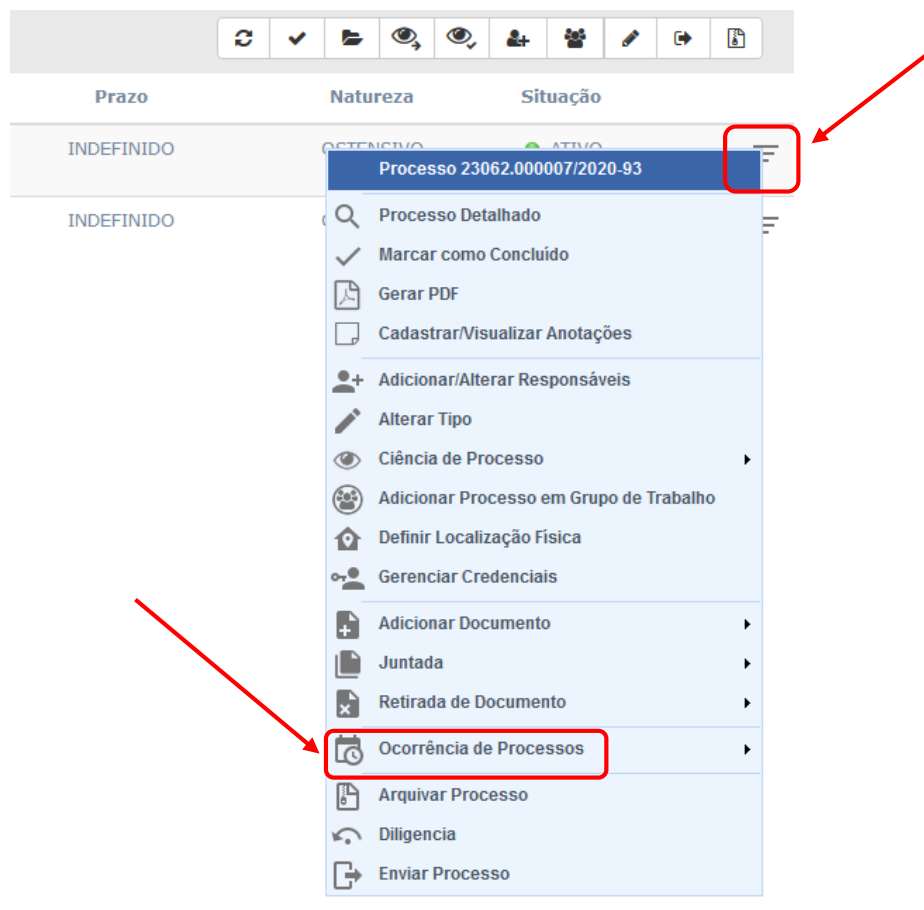 Prazo Natureza Situação
INDEFINIDO OSTENSIVO ATIVO
Processo 23062.000007/2020-93
INDEFINIDO
Processo Detalhado
Marcar como Concluído
Gerar PDF
Cadastrar/Visualizar Anotações
Adicionar/Alterar Responsáveis
Alterar Tipo
Ciência de Processo
Adicionar Processo em Grupo de Trabalho
Definir Localização Física
Gerenciar Credenciais
Adicionar Documento
Juntada
Retirada de Documento
Ocorrência de Processos
Arquivar Processo
Diligencia
Enviar Processo